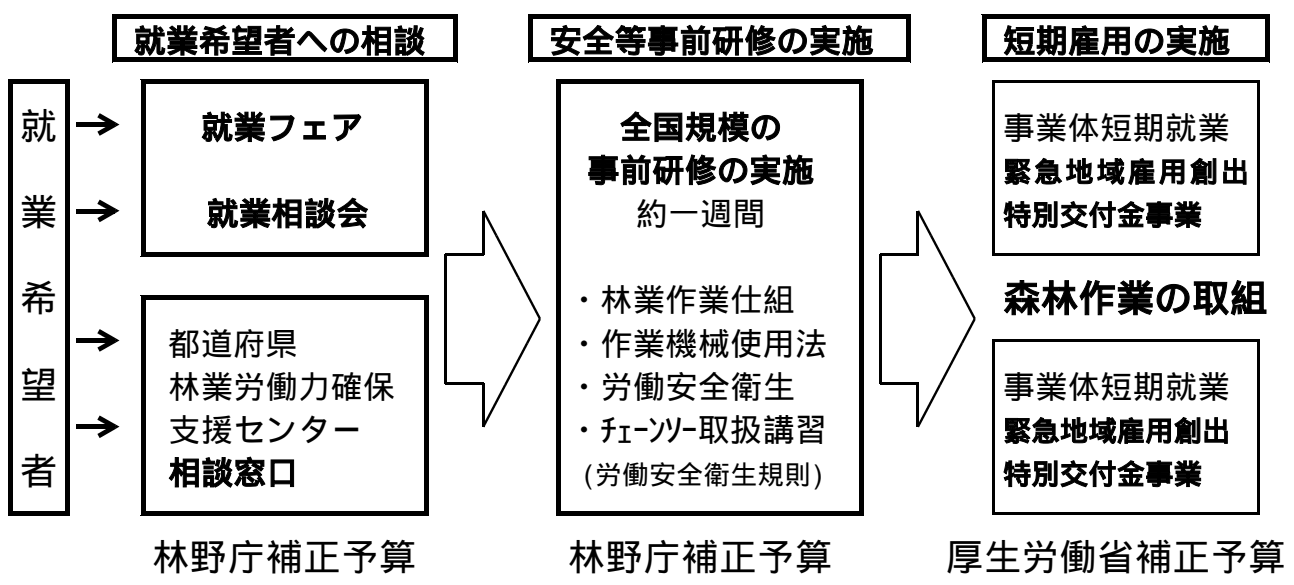 就業希望者への相談
安全等事前研修の実施
短期雇用の実施
就業希望者
就業フェア
就業相談会
都道府県
林業労働力確保
支援センター
相談窓口
全国規模の
事前研修の実施
約一週間
・林業作業仕組
・作業機械使用法
・労働安全衛生
・ﾁｪｰﾝｿｰ取扱講習
(労働安全衛生規則)
事業体短期就業
緊急地域雇用創出
特別交付金事業
森林作業の取組
事業体短期就業
緊急地域雇用創出
特別交付金事業
林野庁補正予算
林野庁補正予算
厚生労働省補正予算